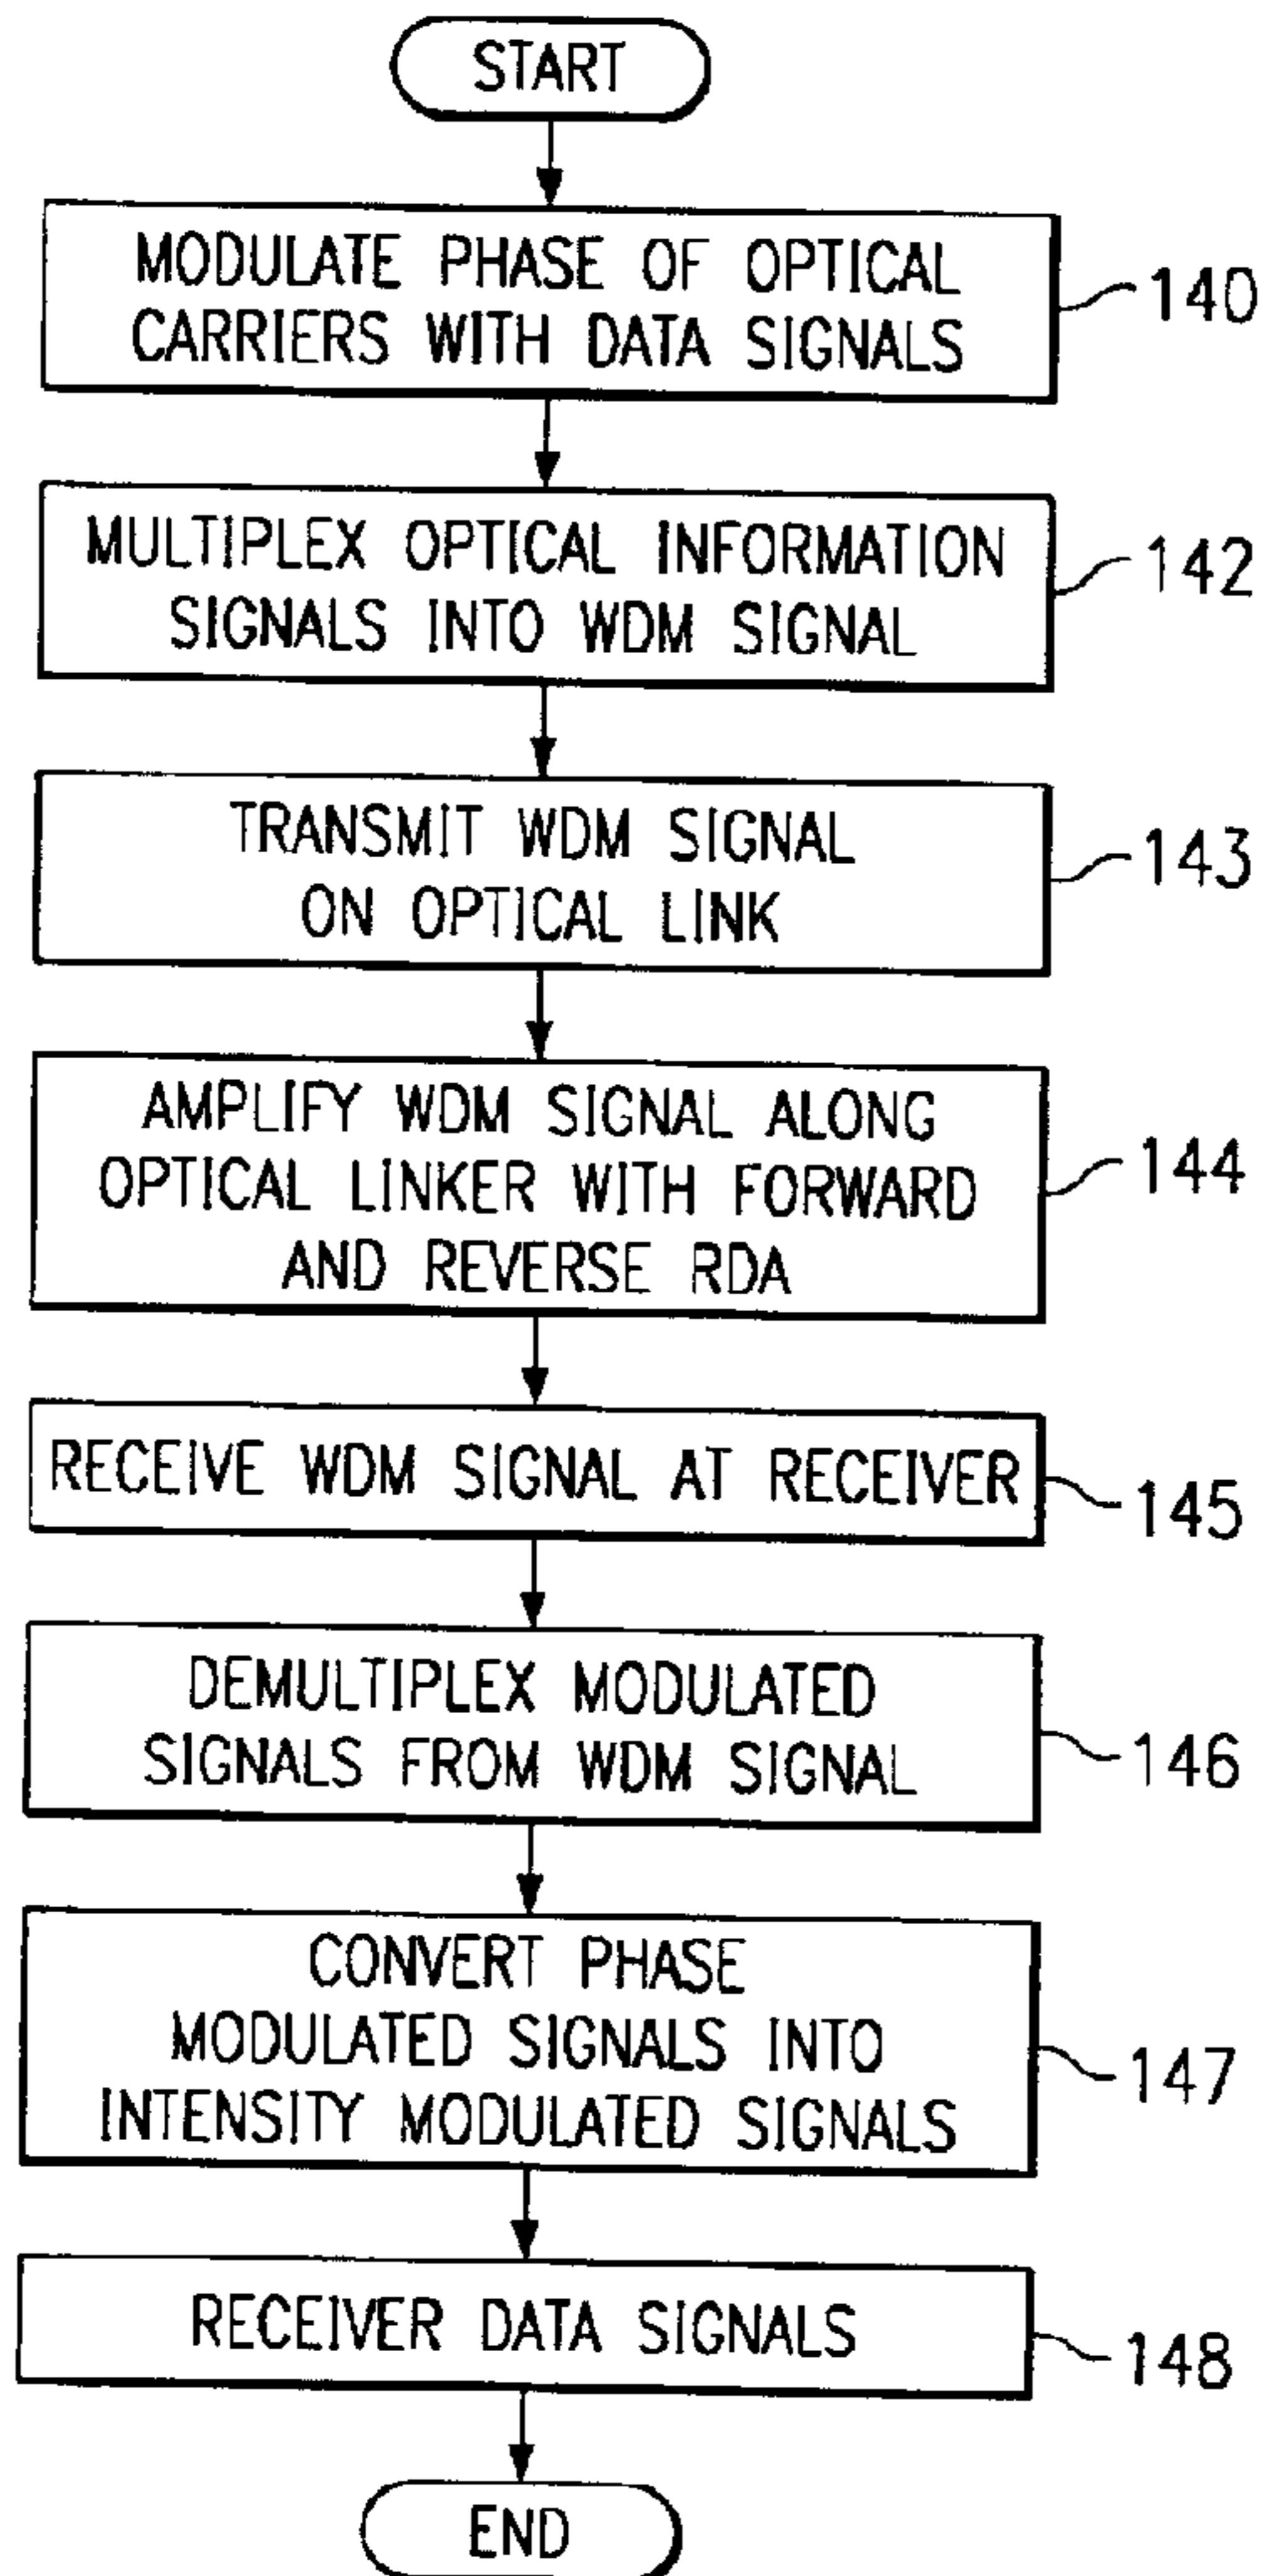 START
MODULATE PHASE OF OPTICAL
CARRIERS WITH DATA SIGNALS
140
MULTIPLEX OPTICAL INFORMATION
SIGNALS INTO WDM SIGNAL
142
TRANSMIT WDM SIGNAL
ON OPTICAL LINK
143
AMPLIFY WDM SIGNAL ALONG
OPTICAL LINKER WITH FORWARD
AND REVERSE RDA
144
RECEIVE WDM SIGNAL AT RECEIVER
145
DEMULTIPLEX MODULATED
SIGNALS FROM WDM SIGNAL
146
CONVERT PHASE
MODULATED SIGNALS INTO
INTENSITY MODULATED SIGNALS
147
RECEIVER DATA SIGNALS
148
END